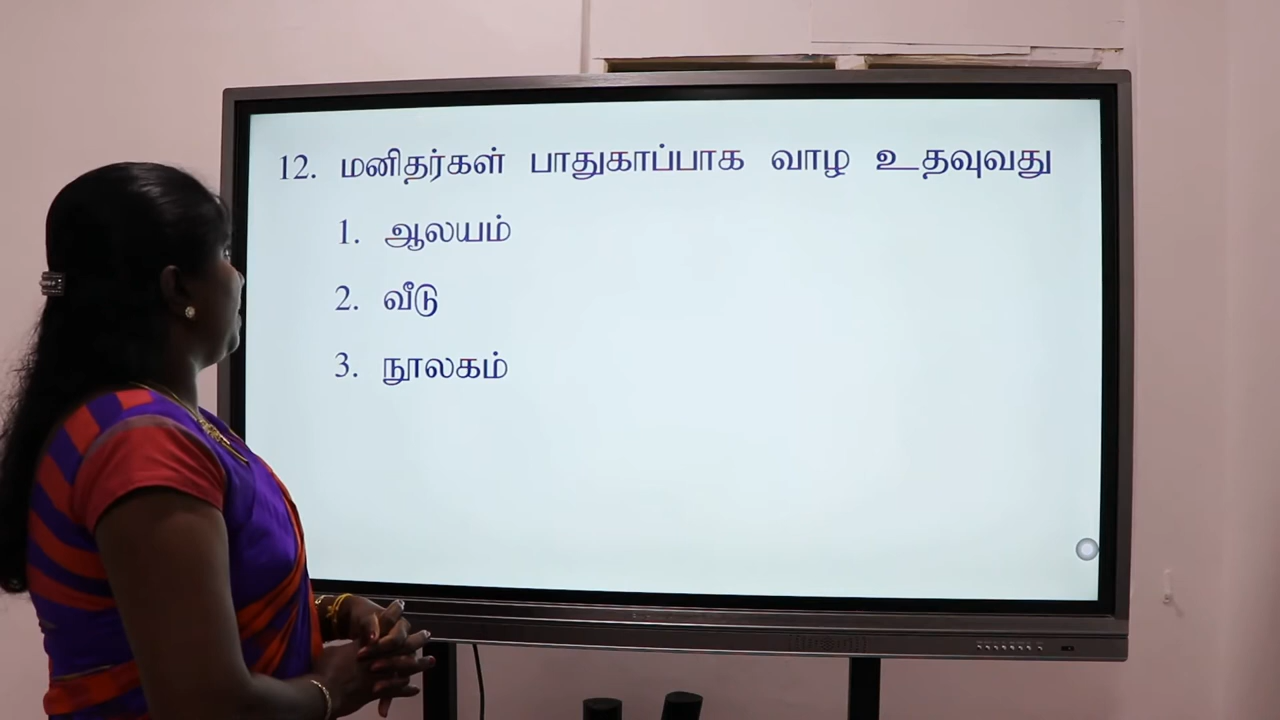 12. மனிதர்கள் பாதுகாப்பாக வாழ உதவுவது
1. ஆலயம்
2. வீடு
3. நூலகம்